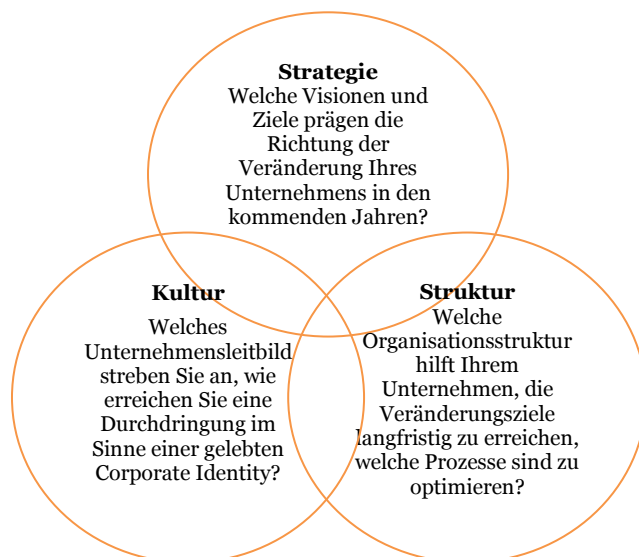 Strategie
Welche Visionen und
Ziele prägen die
Richtung der
Veränderung Ihres
Unternehmens in den
kommenden Jahren?
Kultur
Welches
Unternehmensleitbild
streben Sie an, wie
erreichen Sie eine
Durchdringung im
Sinne einer gelebten
Corporate Identity?
Struktur
Welche
Organisationsstruktur
hilft Ihrem
Unternehmen, die
Veränderungsziele
langfristig zu erreichen,
welche Prozesse sind zu
optimieren?